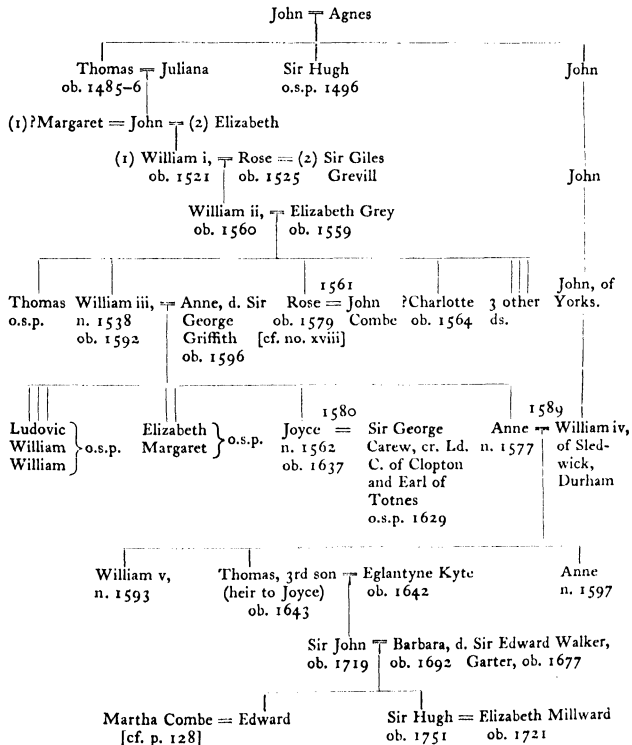 John = Agnes
Thomas = Juliana Sir Hugh John
ob. 1485-6 o.s.p. 1496
(1) ?Margaret = John = (2) Elizabeth
(1) William i, = Rose = (2) Sir Giles
ob. 1521 ob. 1525 Grevill John
William ii, = Elizabeth Grey
ob. 1560 ob. 1559
1561
Thomas William iii, = Anne, d. Sir Rose = John ?Charlotte 3 other John, of
o.s.p. n. 1538 George ob. 1579 Combe ob. 1564 ds. Yorks.
ob. 1592 Griffith [cf. no. xviii]
ob. 1596
1580 1589
Ludovic Elizabeth Joyce = Sir George Anne = William iv,
William } o.s.p. Margaret } o.s.p. n. 1562 Carew, cr. Ld. n. 1577 of Sled-
William ob. 1637 C. of Clopton wick,
and Earl of Durham
Totnes
o.s.p. 1629
William v, Thomas, 3rd son = Eglantyne Kyte Anne
n. 1593 (heir to Joyce) ob. 1642 n. 1597
ob. 1643
Sir John = Barbara, d. Sir Edward Walker,
ob. 1719 ob. 1692 Garter, ob. 1677
Martha Combe = Edward Sir Hugh = Elizabeth Millward
[cf. p. 128] ob. 1751 ob. 1721